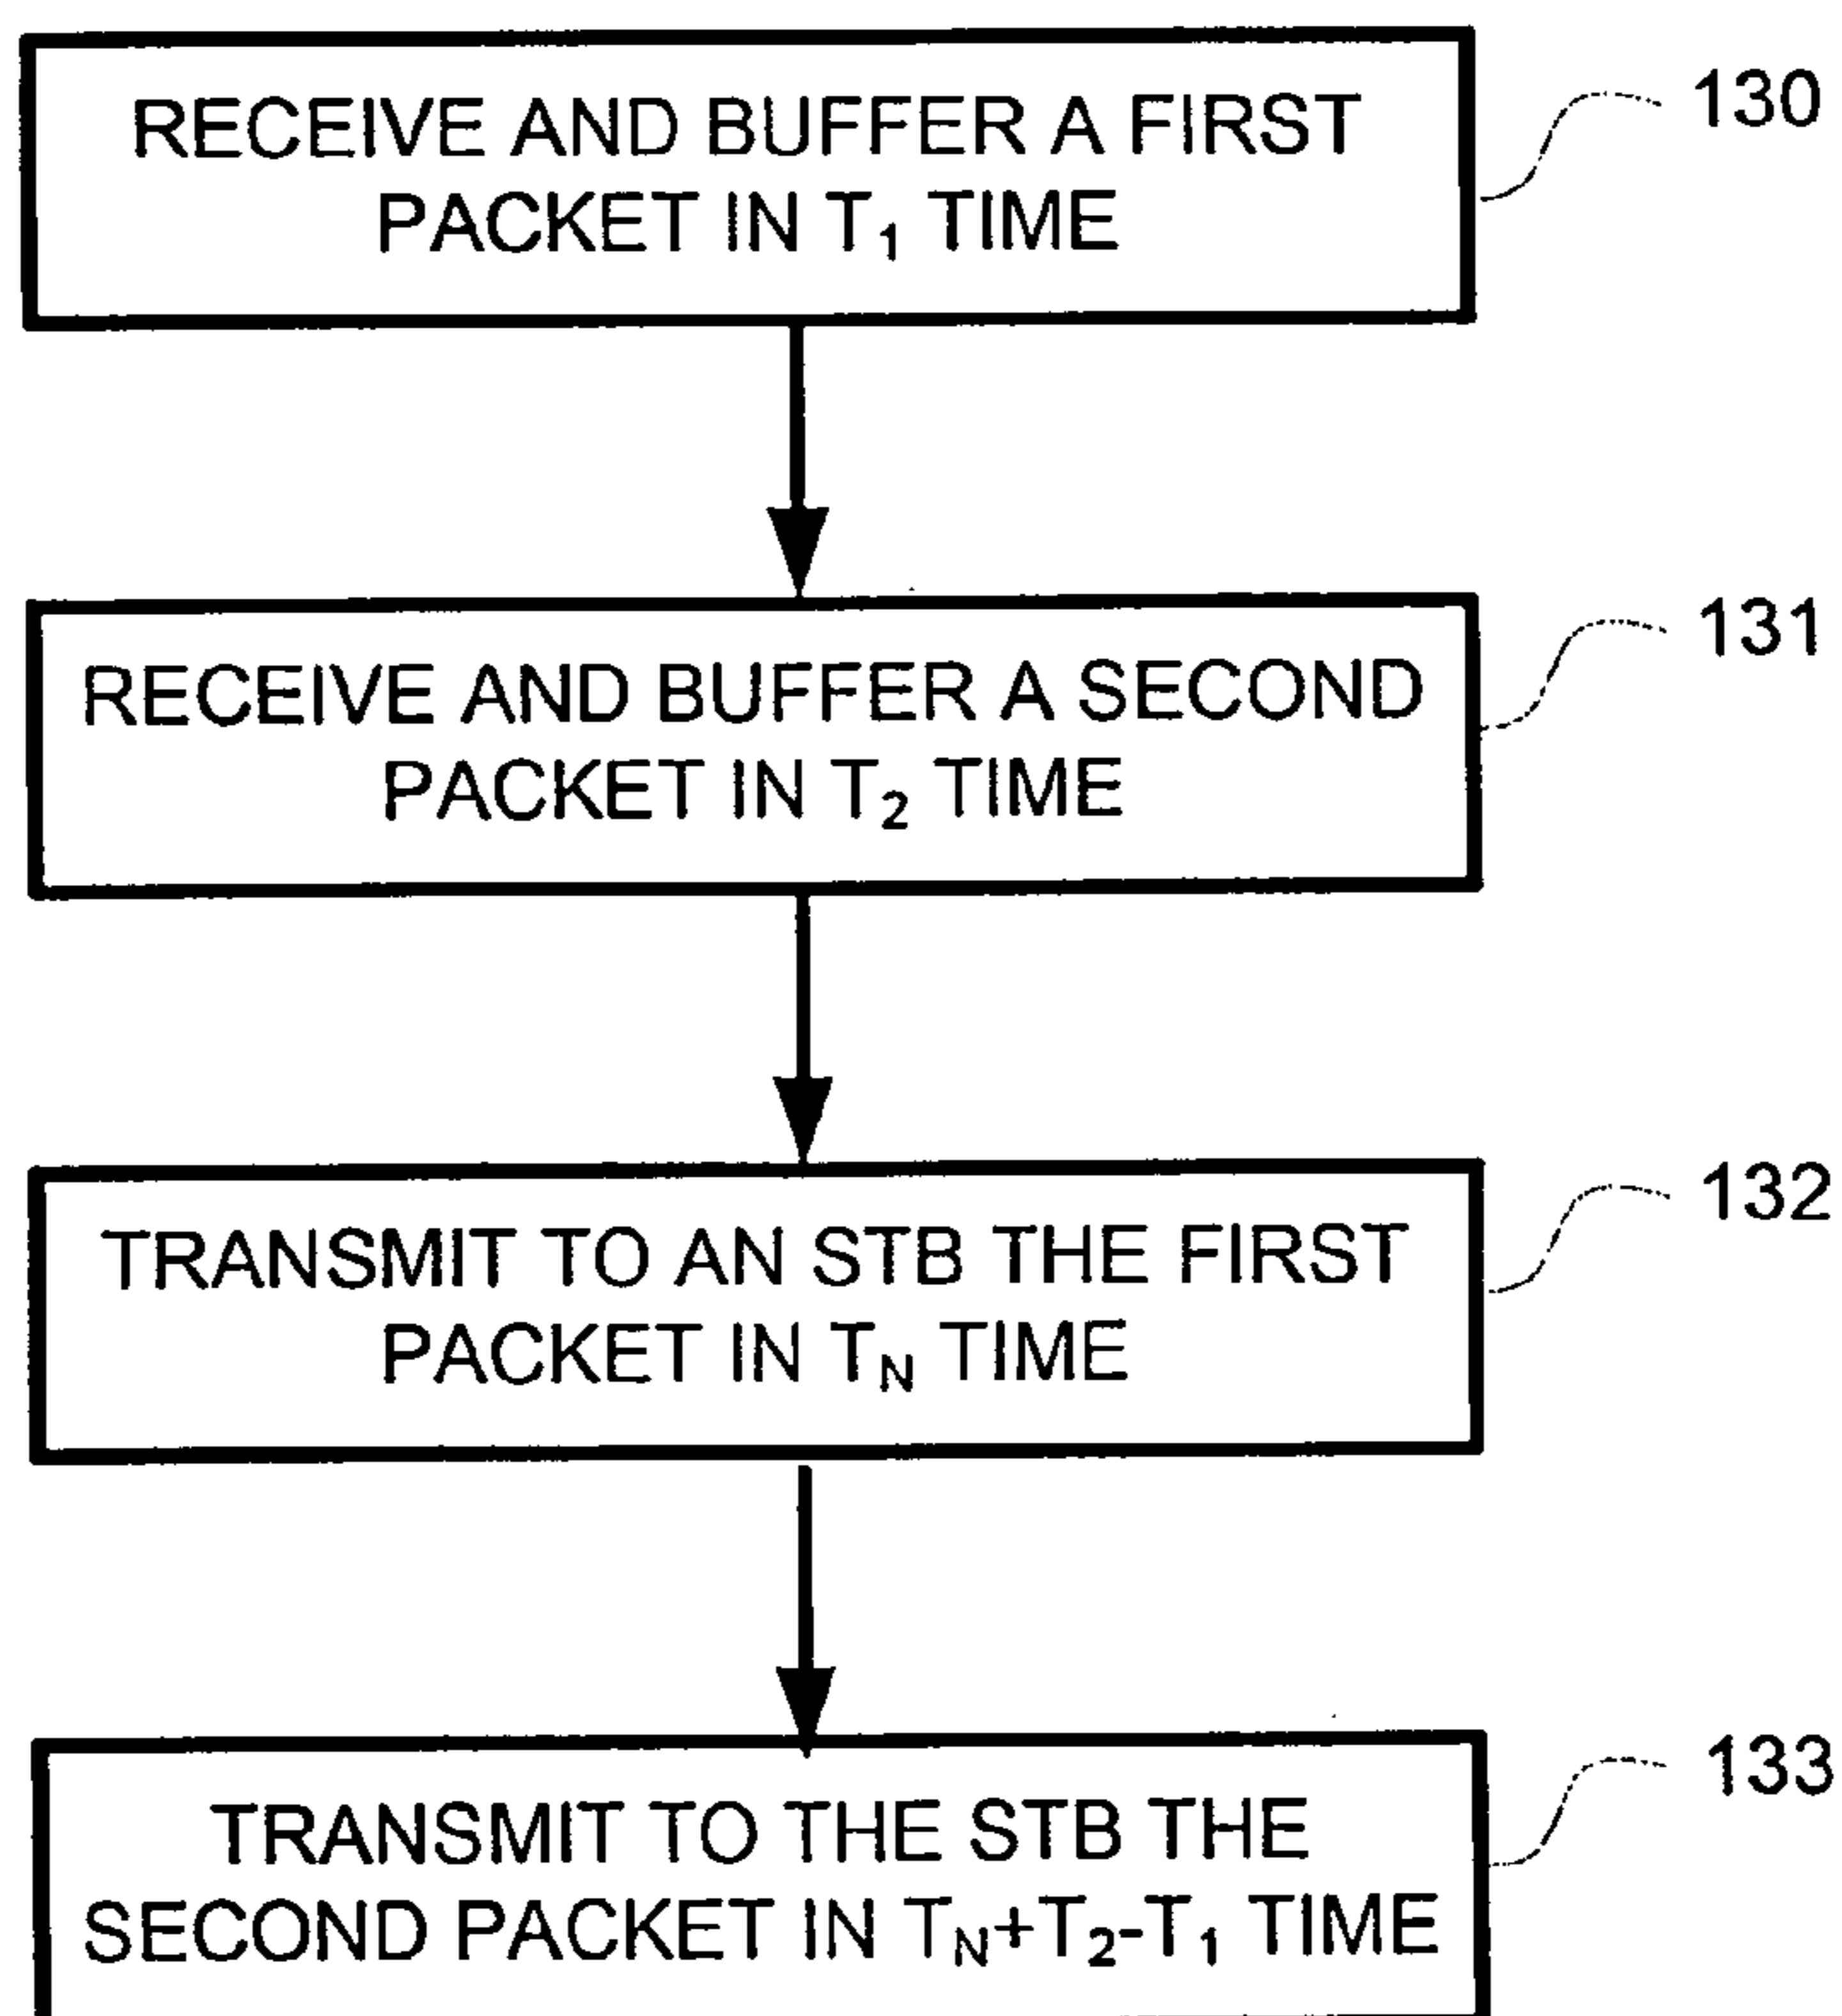 RECEIVE AND BUFFER A FIRST
PACKET IN T₁ TIME
130
RECEIVE AND BUFFER A SECOND
PACKET IN T₂ TIME
131
TRANSMIT TO AN STB THE FIRST
PACKET IN T_N TIME
132
TRANSMIT TO THE STB THE
SECOND PACKET IN T_N+T₂-T₁ TIME
133